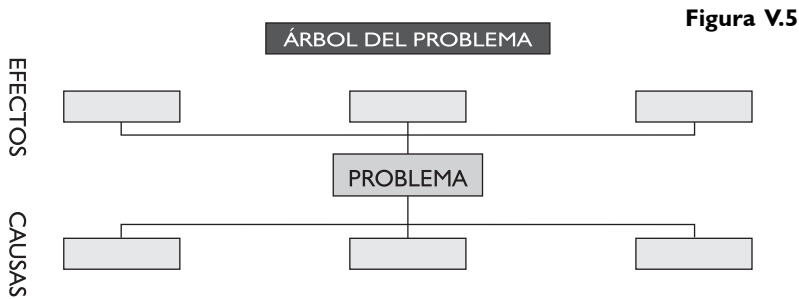 Figura V.5
ÁRBOL DEL PROBLEMA
EFECTOS
PROBLEMA
CAUSAS